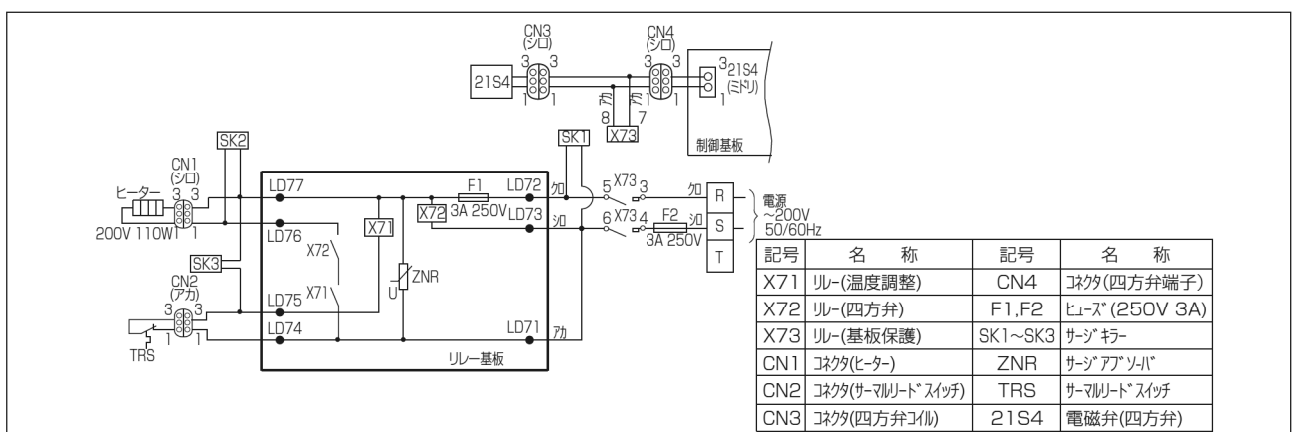 CN3
(シロ)
CN4
(シロ)
3 3
3 3
3
21S4
(ミドリ)
21S4
1 1
アカ アカ
1 1
1
8 7
X73
制御基板
SK2
SK1
CN1
(シロ)
ヒーター
3 3
200V 110W
1 1
LD77
F1
LD72
クロ
5 X73 3
クロ
R
電源
~200V
50/60Hz
LD76
X71
X72
3A 250V
LD73
シロ
6 X73 4
F2
シロ
S
3A 250V
T
X72
SK3
CN2
(アカ)
3 3
X71
ZNR
U
LD75
LD74
LD71
アカ
1 1
TRS
リレー基板
記号 名 称 記号 名 称
X71 リレー(温度調整) CN4 コネクタ(四方弁端子)
X72 リレー(四方弁) F1,F2 ヒューズ(250V 3A)
X73 リレー(基板保護) SK1~SK3 サージキラー
CN1 コネクタ(ヒーター) ZNR サージアブソーバ
CN2 コネクタ(サーマルリードスイッチ) TRS サーマルリードスイッチ
CN3 コネクタ(四方弁コイル) 21S4 電磁弁(四方弁)